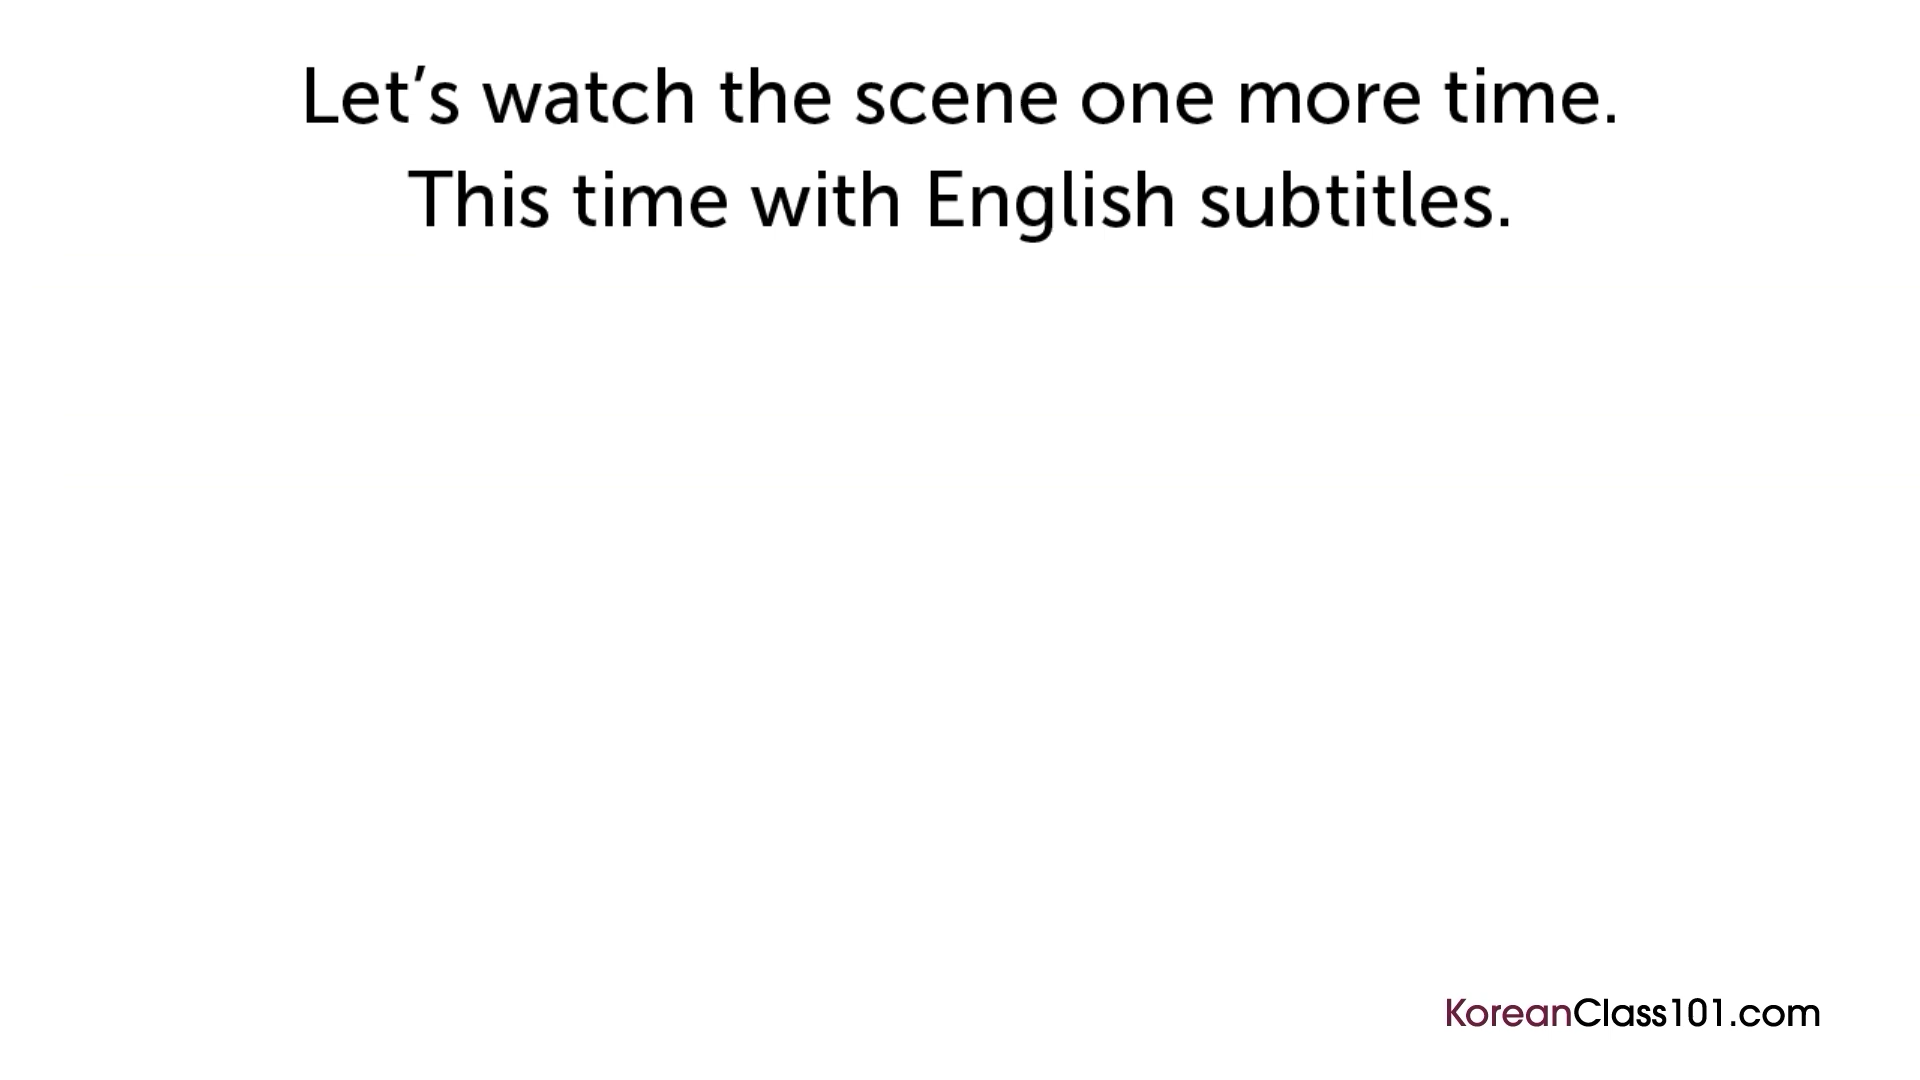 Let’s watch the scene one more time.
This time with English subtitles.
KoreanClass101.com